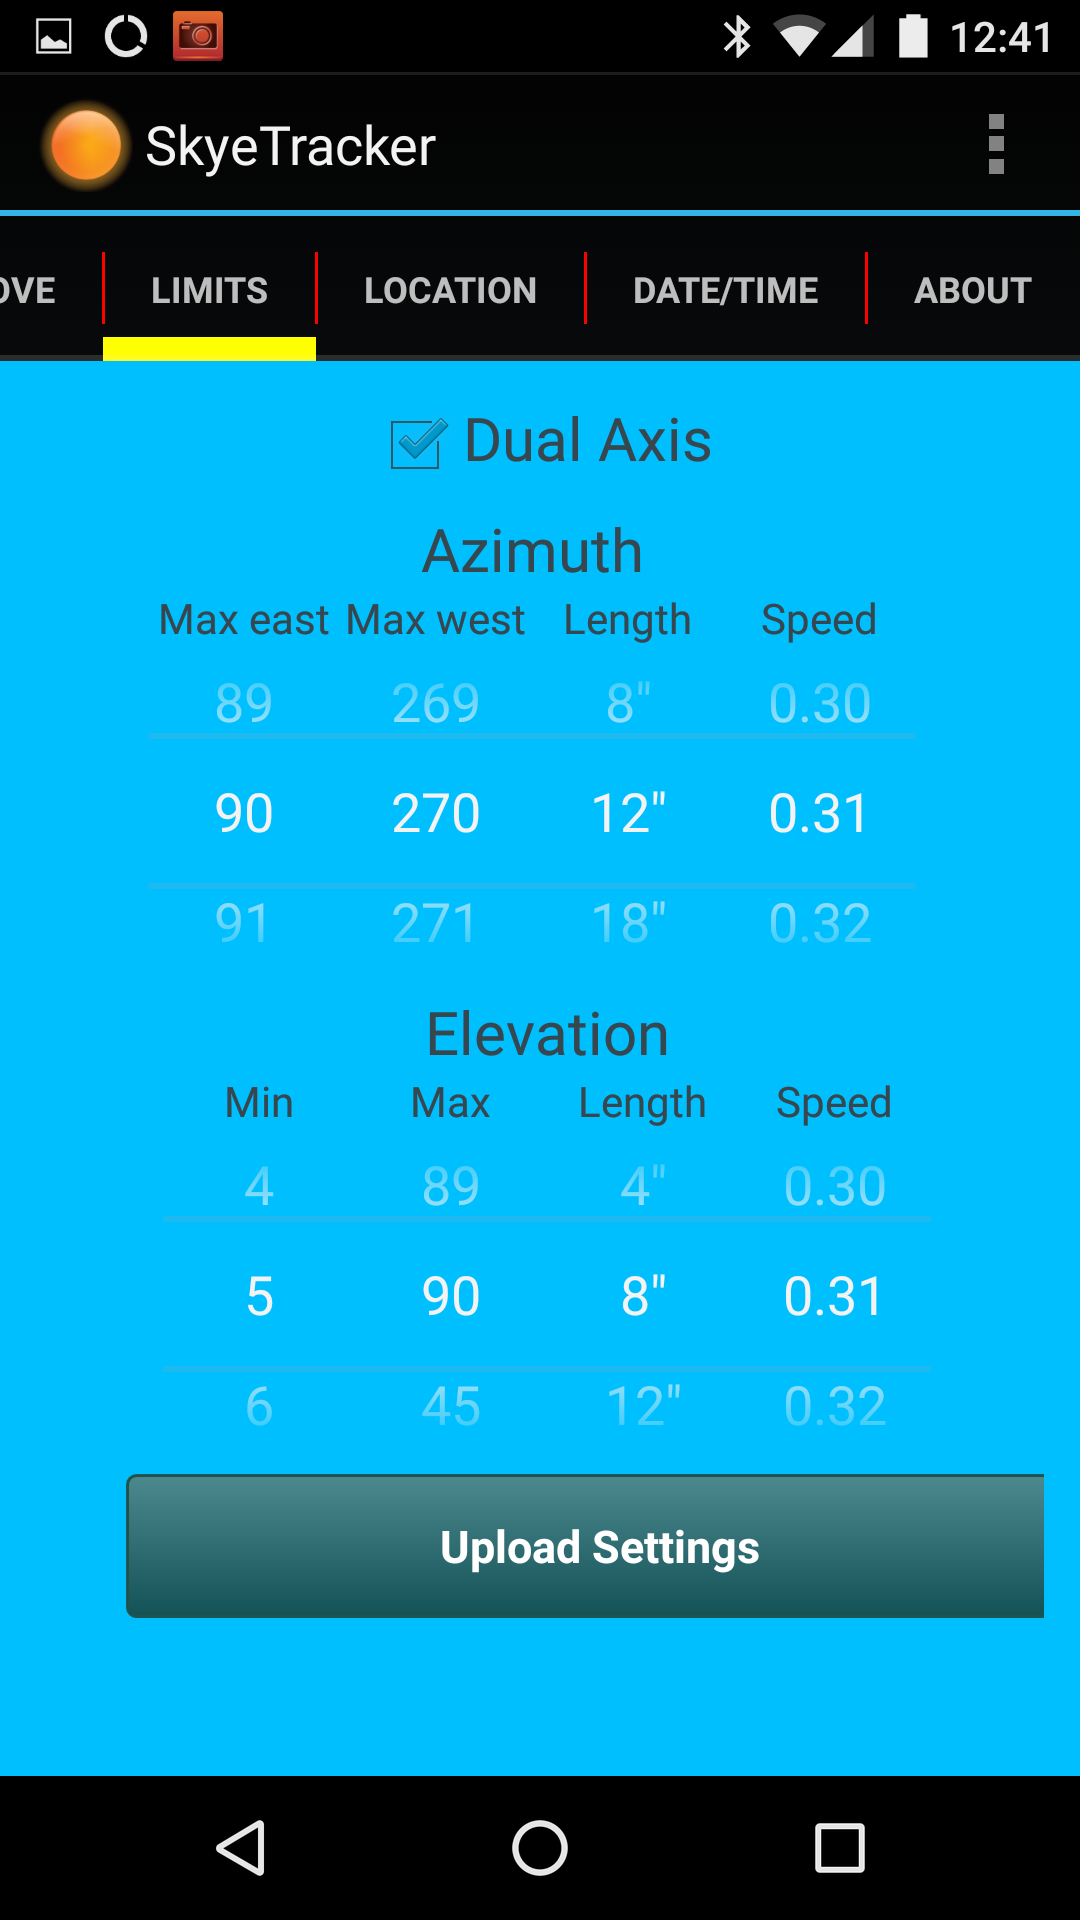 12:41
SkyeTracker
OVE LIMITS LOCATION DATE/TIME ABOUT
Dual Axis
Azimuth
Max east Max west Length Speed
89 269 8" 0.30
90 270 12" 0.31
91 271 18" 0.32
Elevation
Min Max Length Speed
4 89 4" 0.30
5 90 8" 0.31
6 45 12" 0.32
Upload Settings